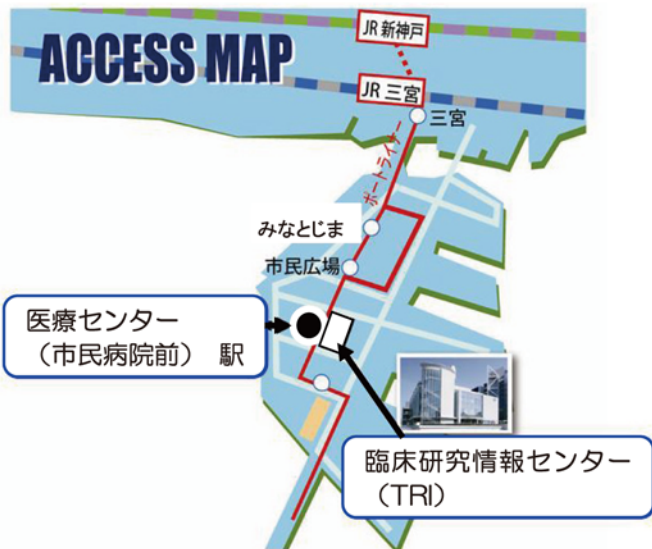 JR 新神戸
ACCESS MAP
JR 三宮
三宮
ポートライナー
みなとじま
市民広場
医療センター
（市民病院前） 駅
臨床研究情報センター
（TRI）